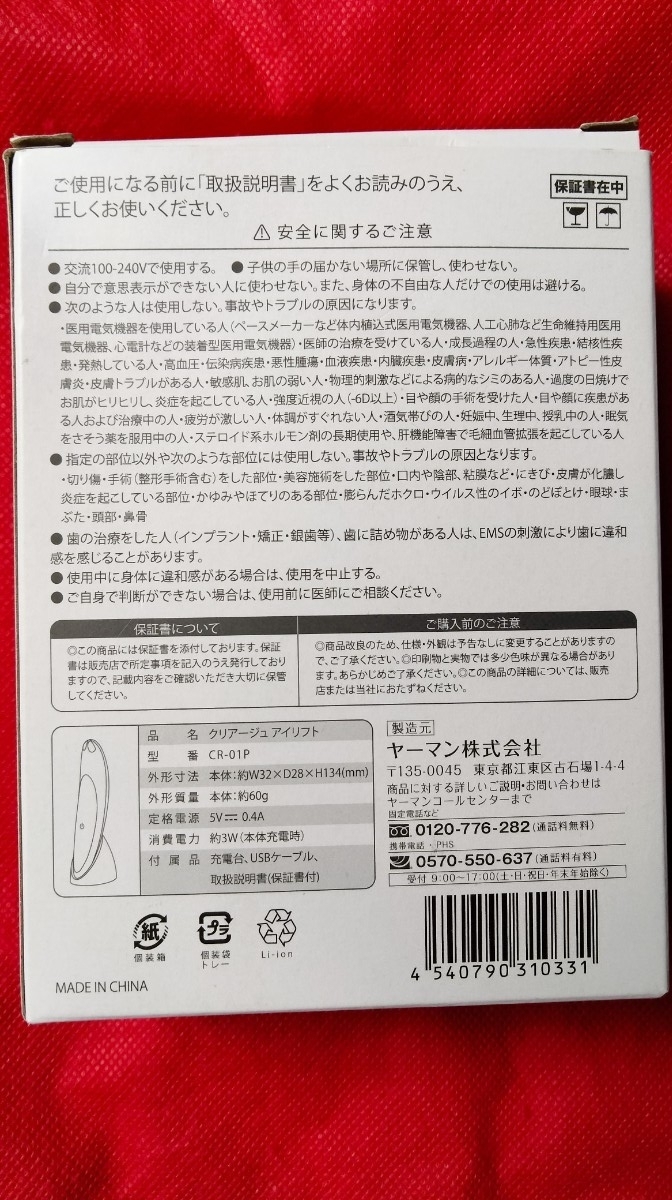 ご使用になる前に「取扱説明書」をよくお読みのうえ、
正しくお使いください。
保証書在中
⚠ 安全に関するご注意
●交流100-240Vで使用する。 ●子供の手の届かない場所に保管し、使わせない。
●自分で意思表示ができない人に使わせない。また、身体の不自由な人だけでの使用は避ける。
●次のような人は使用しない。事故やトラブルの原因になります。
・医用電気機器を使用している人（ペースメーカーなど体内植込式医用電気機器、人工心肺など生命維持用医用
電気機器、心電計などの装着型医用電気機器）・医師の治療を受けている人・成長過程の人・急性疾患・結核性疾
患・発熱している人・高血圧・伝染病疾患・悪性腫瘍・血液疾患・内臓疾患・皮膚病・アレルギー体質・アトピー性皮
膚炎・皮膚トラブルがある人・敏感肌、お肌の弱い人・物理的刺激などによる病的なシミのある人・過度の日焼けで
お肌がヒリヒリし、炎症を起こしている人・強度近視の人（-6D以上）・目や顔の手術を受けた人・目や顔に疾患があ
る人および治療中の人・疲労が激しい人・体調がすぐれない人・酒気帯びの人・妊娠中、生理中、授乳中の人・眠気
をさそう薬を服用中の人・ステロイド系ホルモン剤の長期使用や、肝機能障害で毛細血管拡張を起こしている人
●指定の部位以外や次のような部位には使用しない。事故やトラブルの原因となります。
・切り傷・手術（整形手術含む）をした部位・美容施術をした部位・口内や陰部、粘膜など・にきび・皮膚が化膿し
炎症を起こしている部位・かゆみやほてりのある部位・膨らんだホクロ・ウイルス性のイボ・のどぼとけ・眼球・ま
ぶた・頭部・鼻骨
●歯の治療をした人（インプラント・矯正・銀歯等）、歯に詰め物がある人は、EMSの刺激により歯に違和
感を感じることがあります。
●使用中に身体に違和感がある場合は、使用を中止する。
●ご自身で判断ができない場合は、使用前に医師にご相談ください。
保証書について
◎この商品には保証書を添付しております。保証
書は販売店で所定事項を記入のうえ発行しており
ますので、記載内容をご確認いただき大切に保管
してください。
ご購入前のご注意
◎商品改良のため、仕様・外観は予告なしに変更することがありますの
で、ご了承ください。◎印刷物と実物では多少色味が異なる場合があり
ます。あらかじめご了承ください。◎この商品の詳細については、販売
店または当社におたずねください。
品 名 クリアージュ アイリフト
型 番 CR-01P
外形寸法 本体：約W32×D28×H134(mm)
外形質量 本体：約60g
定格電源 5V⎓ 0.4A
消費電力 約3W（本体充電時）
付属品 充電台、USBケーブル、
取扱説明書（保証書付）
製造元
ヤーマン株式会社
〒135-0045 東京都江東区古石場1-4-4
商品に対する詳しいご説明・お問い合わせは
ヤーマンコールセンターまで
固定電話など
0120-776-282（通話料無料）
携帯電話・PHS
0570-550-637（通話料有料）
受付 9:00〜17:00（土・日・祝日・年末年始除く）
紙
個装箱
プラ
個装袋
トレー
Li-ion
4 540790 310331
MADE IN CHINA